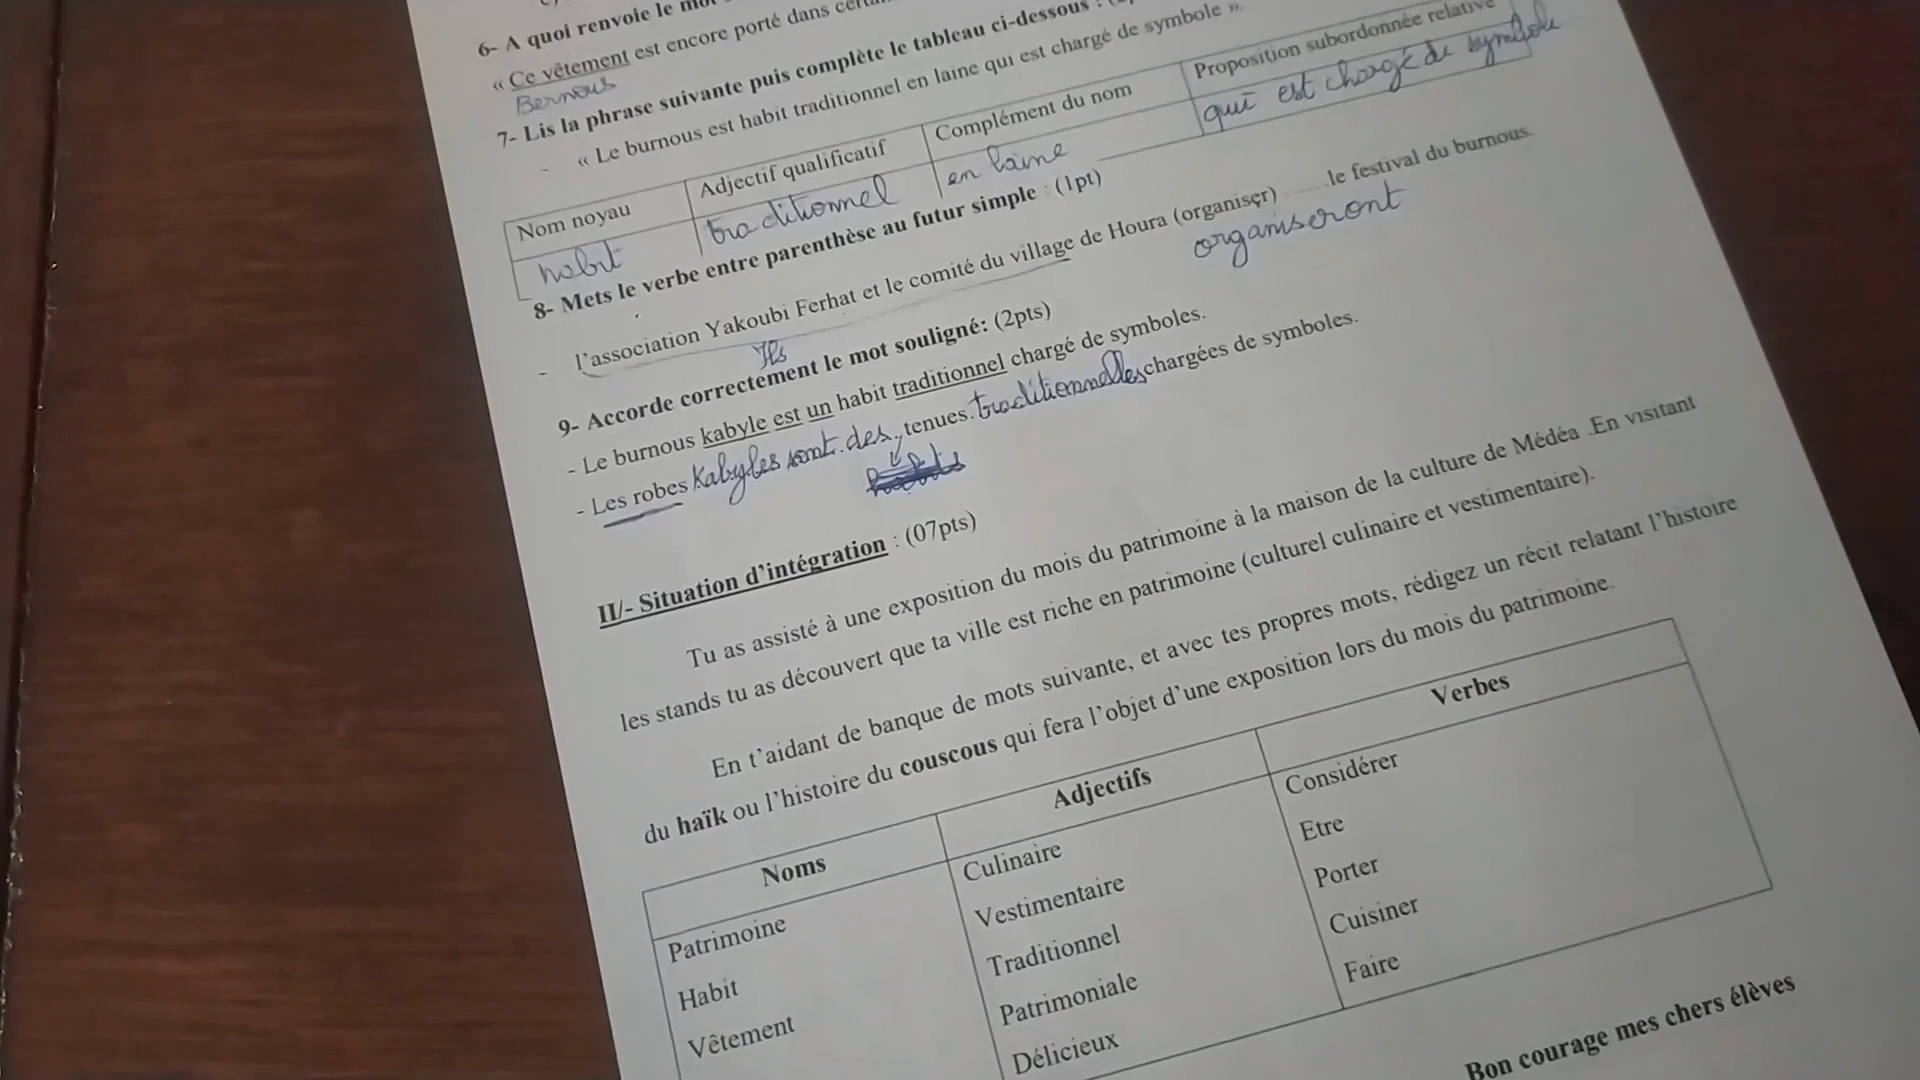 6- A quoi renvoie le mot
« Ce vêtement est encore porté dans
Bernous
7- Lis la phrase suivante puis complète le tableau ci-dessous :
- « Le burnous est habit traditionnel en laine qui est chargé de symbole ».
Nom noyau | Adjectif qualificatif | Complément du nom | Proposition subordonnée relative
habit | traditionnel | en laine | qui est chargé de symbole
8- Mets le verbe entre parenthèse au futur simple : (1pt)
- l'association Yakoubi Ferhat et le comité du village de Houra (organiser) ......le festival du burnous.
Ils
organiseront
9- Accorde correctement le mot souligné: (2pts)
- Le burnous kabyle est un habit traditionnel chargé de symboles.
- Les robes Kabyles sont des tenues traditionnelles chargées de symboles.
II/- Situation d'intégration : (07pts)
Tu as assisté à une exposition du mois du patrimoine à la maison de la culture de Médéa .En visitant
les stands tu as découvert que ta ville est riche en patrimoine (culturel culinaire et vestimentaire).
En t'aidant de banque de mots suivante, et avec tes propres mots, rédigez un récit relatant l'histoire
du haïk ou l'histoire du couscous qui fera l'objet d'une exposition lors du mois du patrimoine.
Noms | Adjectifs | Verbes
Patrimoine | Culinaire | Considérer
Habit | Vestimentaire | Etre
Vêtement | Traditionnel | Porter
Patrimoniale | Cuisiner
Délicieux | Faire
Bon courage mes chers élèves